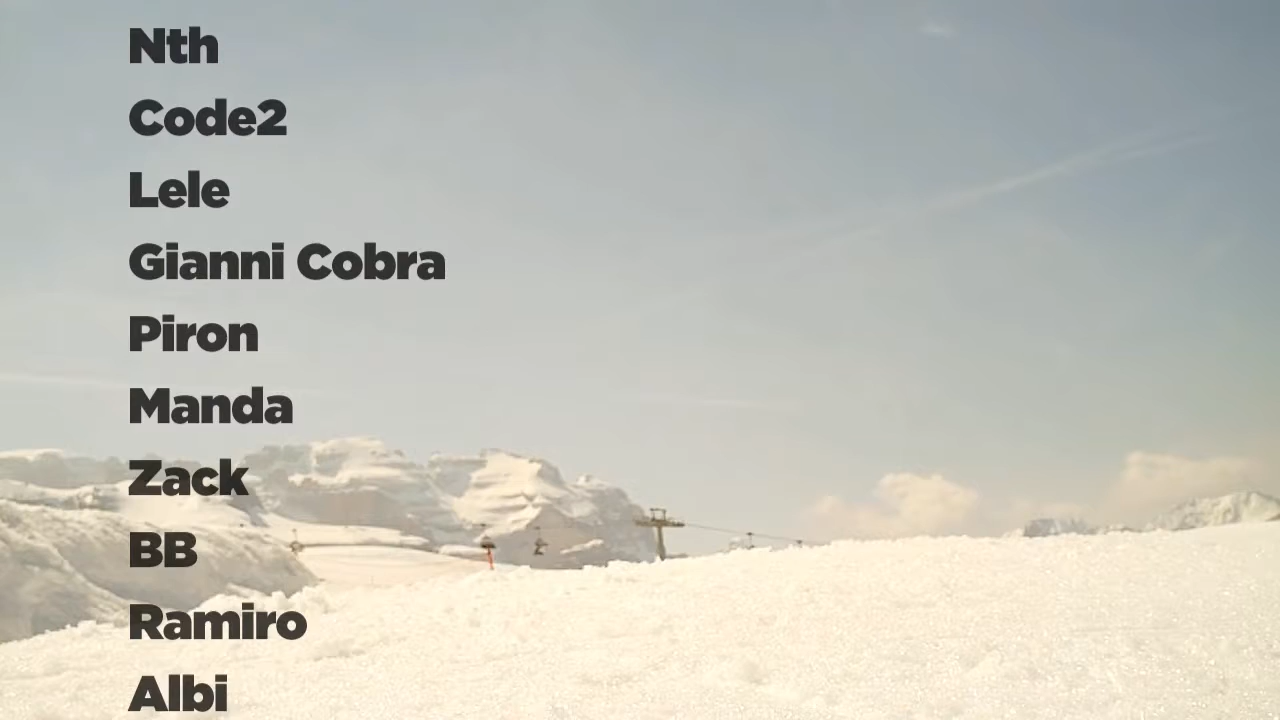 Nth
Code2
Lele
Gianni Cobra
Piron
Manda
Zack
BB
Ramiro
Albi